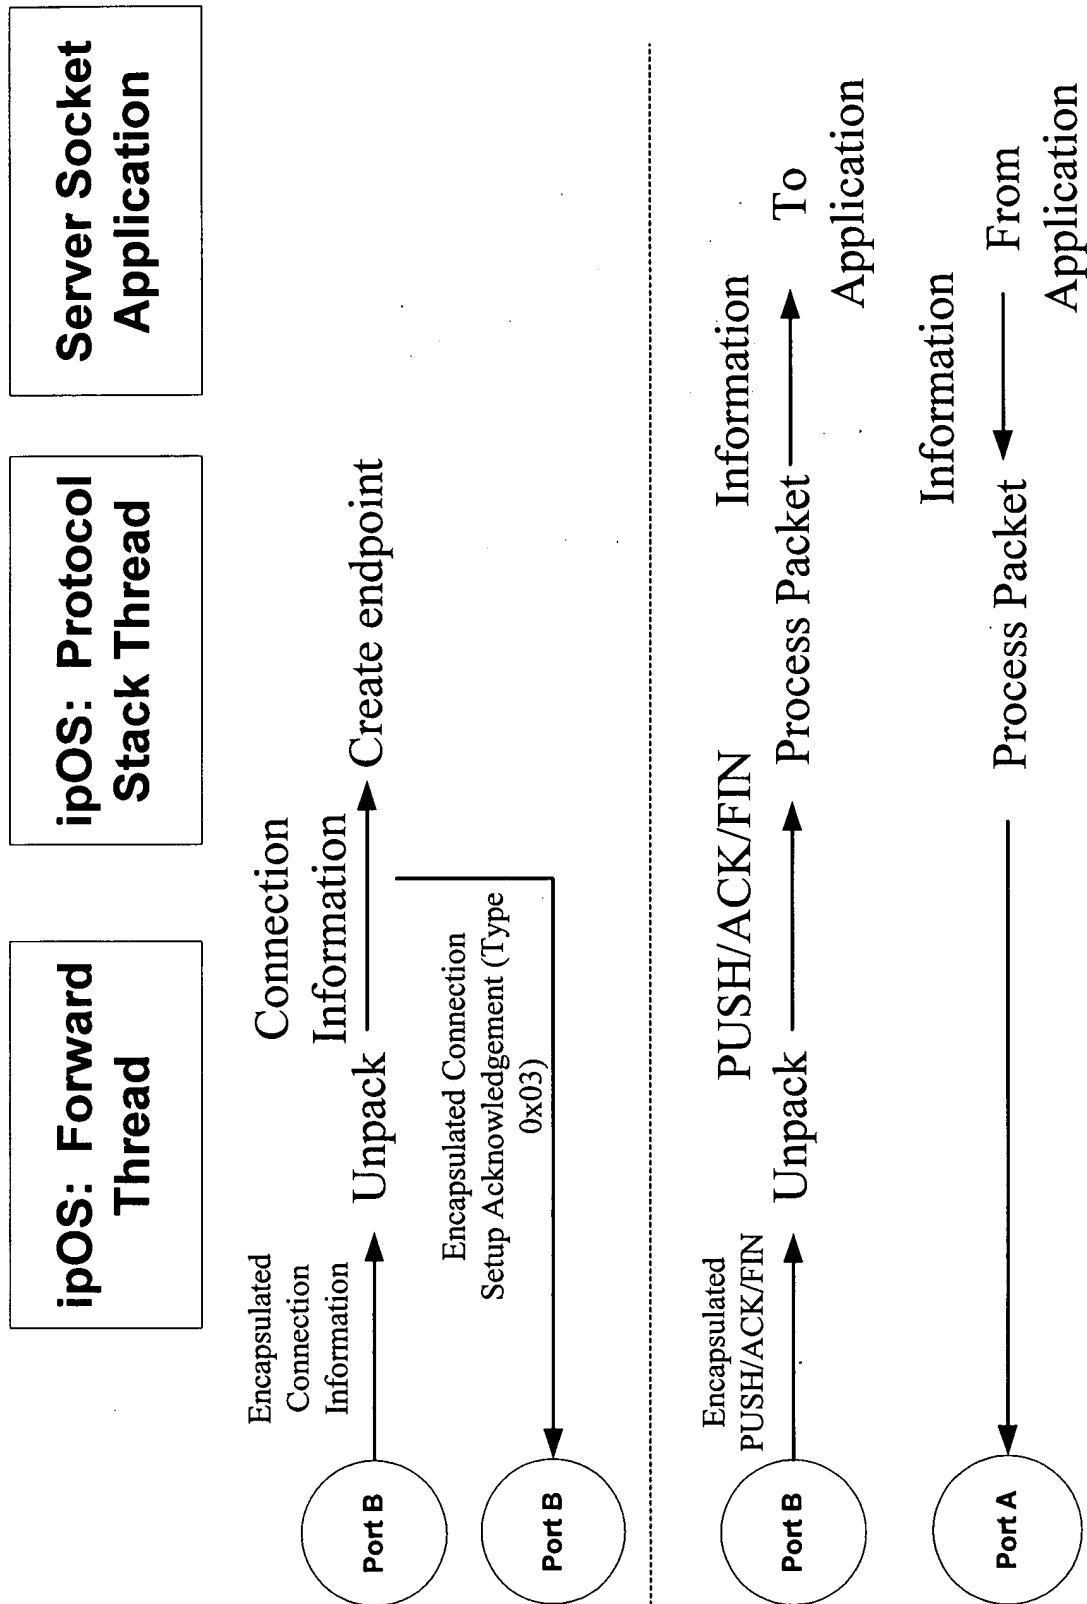 ipOS:  Forward
Thread
ipOS:  Protocol
Stack Thread
Server Socket
Application
Port B
Encapsulated
Connection
Information
Unpack
Connection
Information
Create endpoint
Port B
Encapsulated Connection
Setup Acknowledgement (Type
0x03)
Port B
Encapsulated
PUSH/ACK/FIN
Unpack
PUSH/ACK/FIN
Process Packet
Information
To
Application
Port A
Process Packet
Information
From
Application